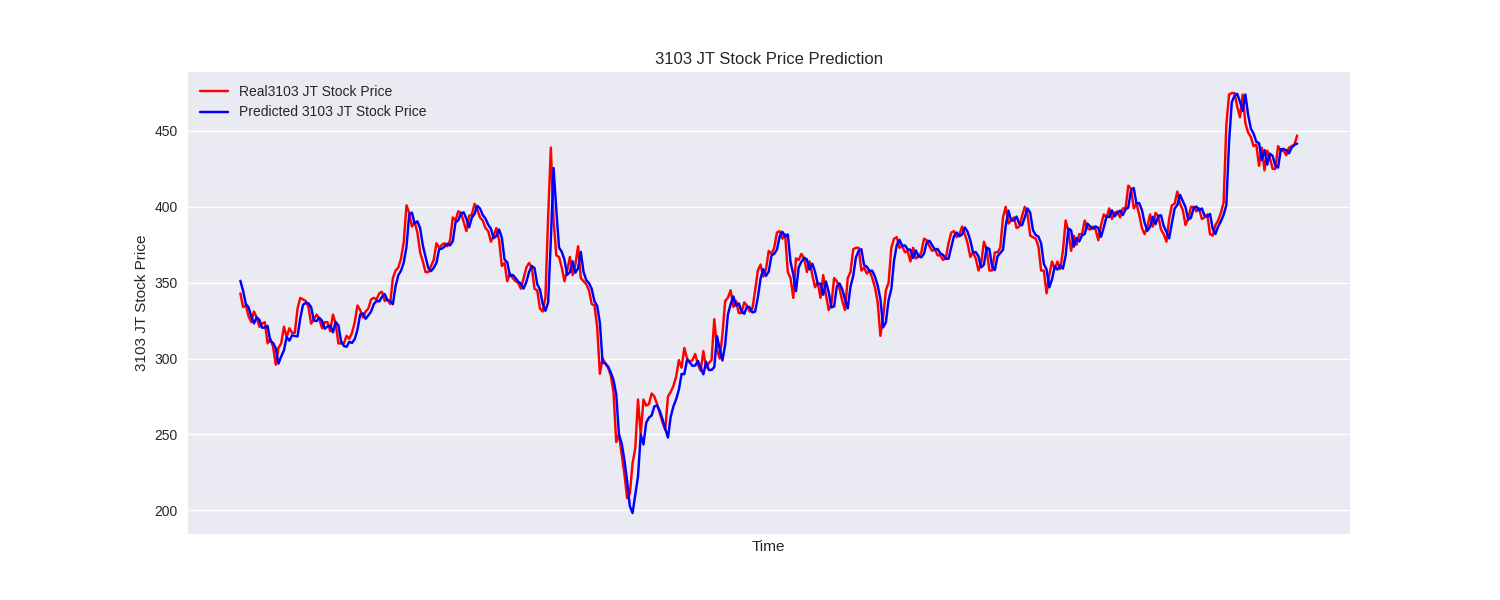 3103 JT Stock Price Prediction
Real3103 JT Stock Price
Predicted 3103 JT Stock Price
450
400
350
300
250
200
3103 JT Stock Price
Time